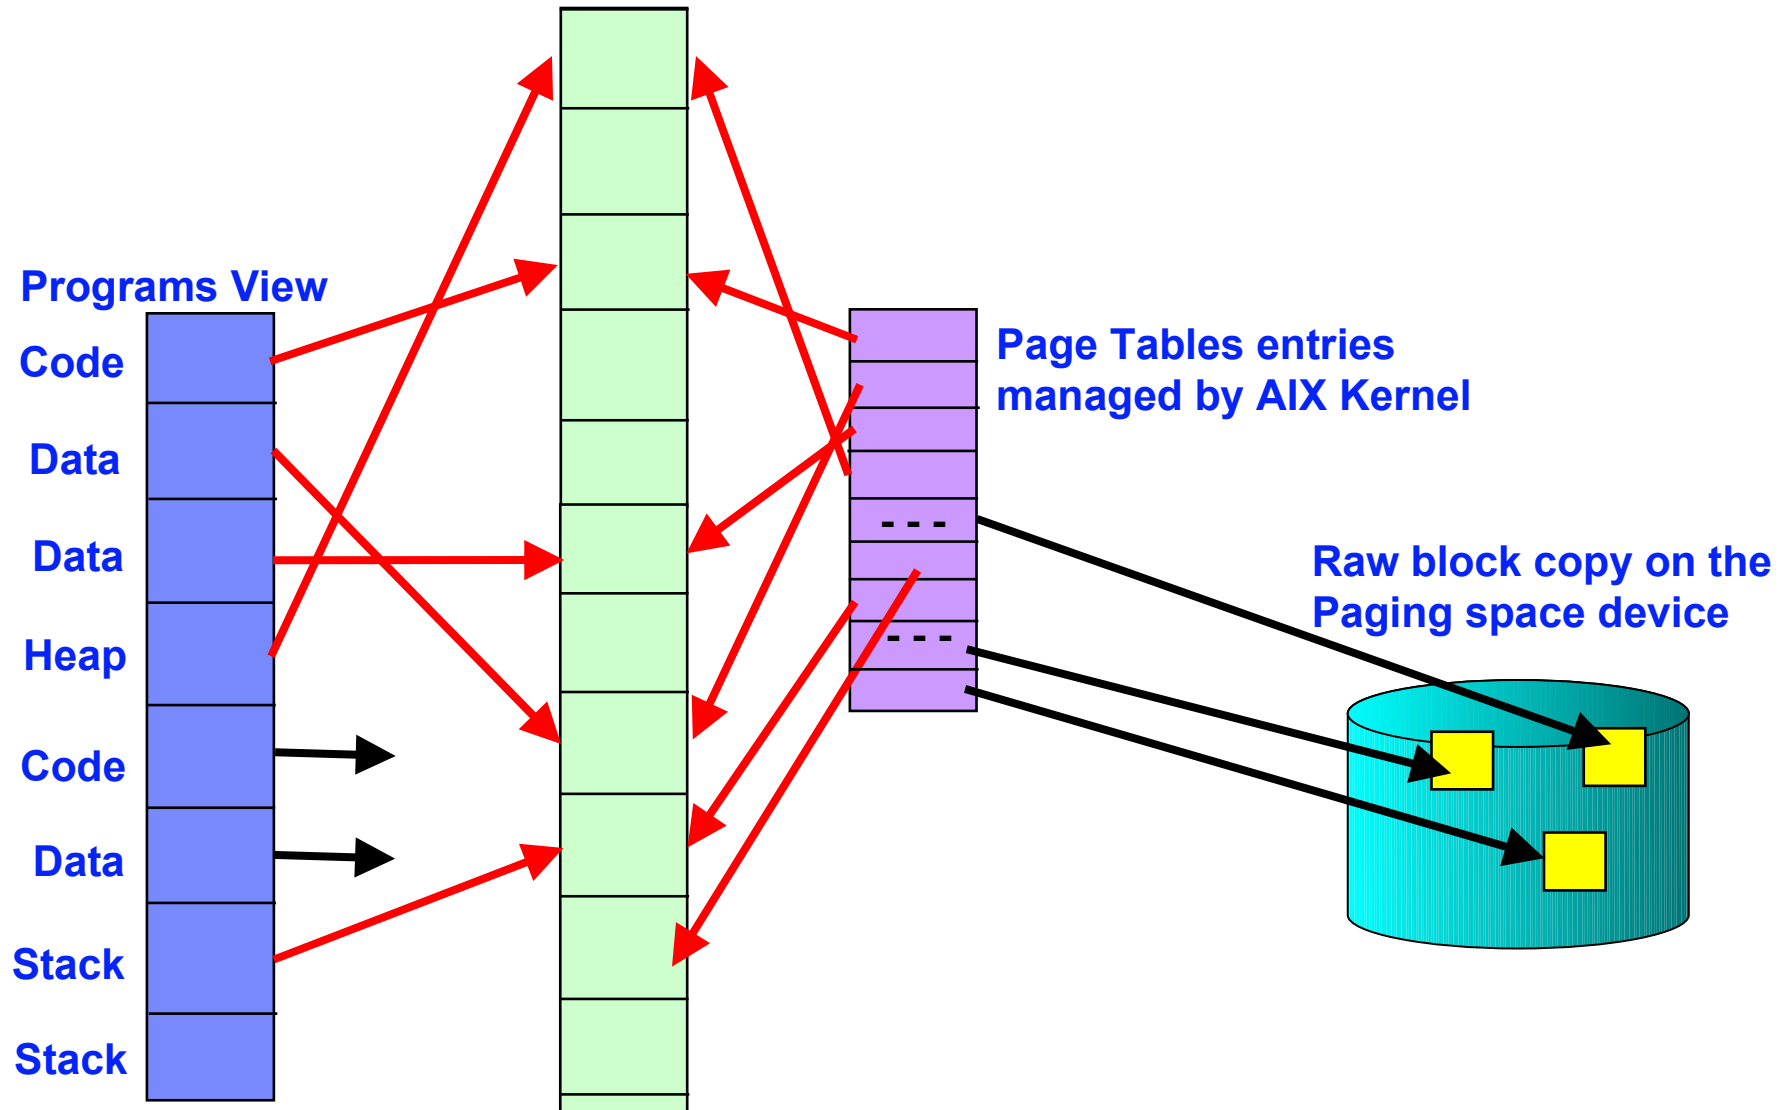 Programs View
Code
Data
Data
Heap
Code
Data
Stack
Stack
Page Tables entries
managed by AIX Kernel
- - -
- - -
Raw block copy on the
Paging space device